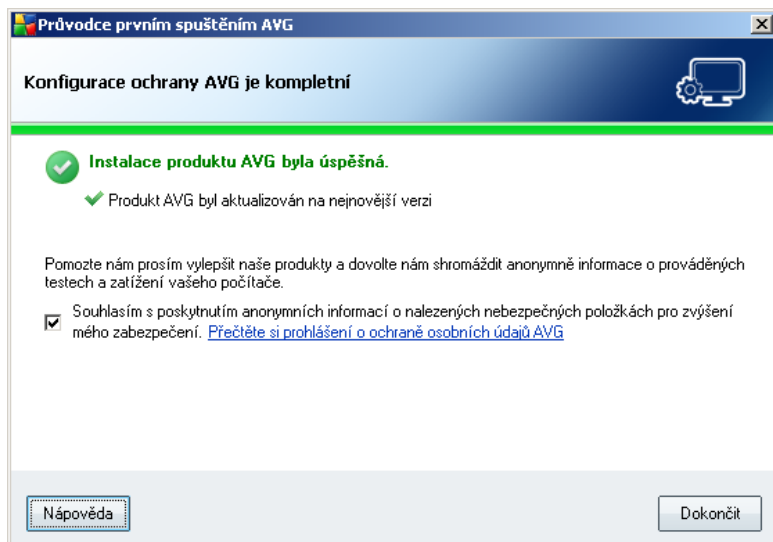 Průvodce prvním spuštěním AVG
Konfigurace ochrany AVG je kompletní
Instalace produktu AVG byla úspěšná.
Produkt AVG byl aktualizován na nejnovější verzi
Pomozte nám prosím vylepšit naše produkty a dovolte nám shromáždit anonymně informace o prováděných
testech a zatížení vašeho počítače.
Souhlasím s poskytnutím anonymních informací o nalezených nebezpečných položkách pro zvýšení
mého zabezpečení. Přečtěte si prohlášení o ochraně osobních údajů AVG
Nápověda
Dokončit